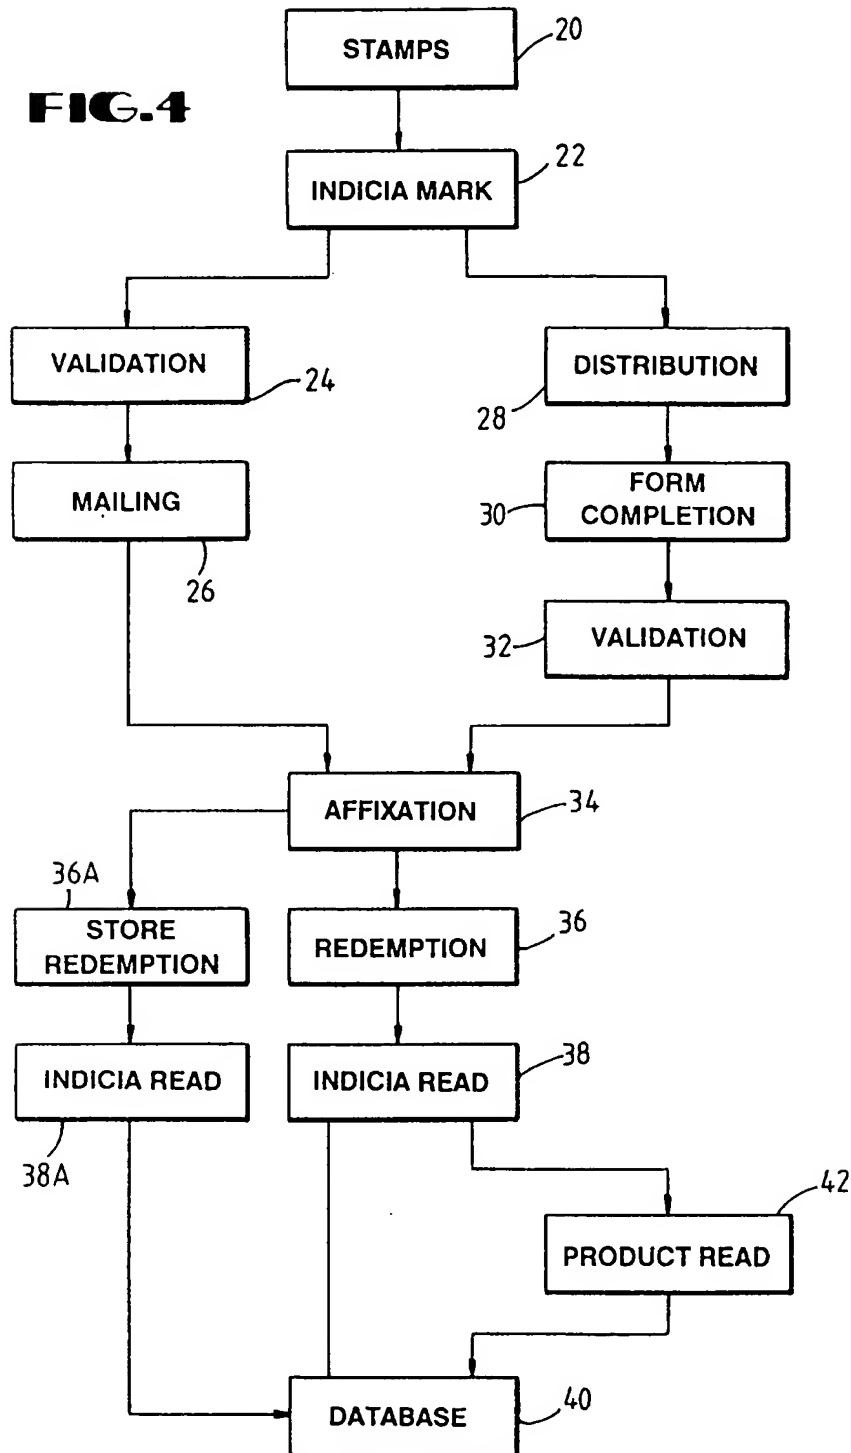 FIG.4
STAMPS
20
INDICIA MARK
22
VALIDATION
24
DISTRIBUTION
28
MAILING
26
FORM
COMPLETION
30
VALIDATION
32
AFFIXATION
34
36A
STORE
REDEMPTION
REDEMPTION
36
INDICIA READ
38A
INDICIA READ
38
PRODUCT READ
42
DATABASE
40